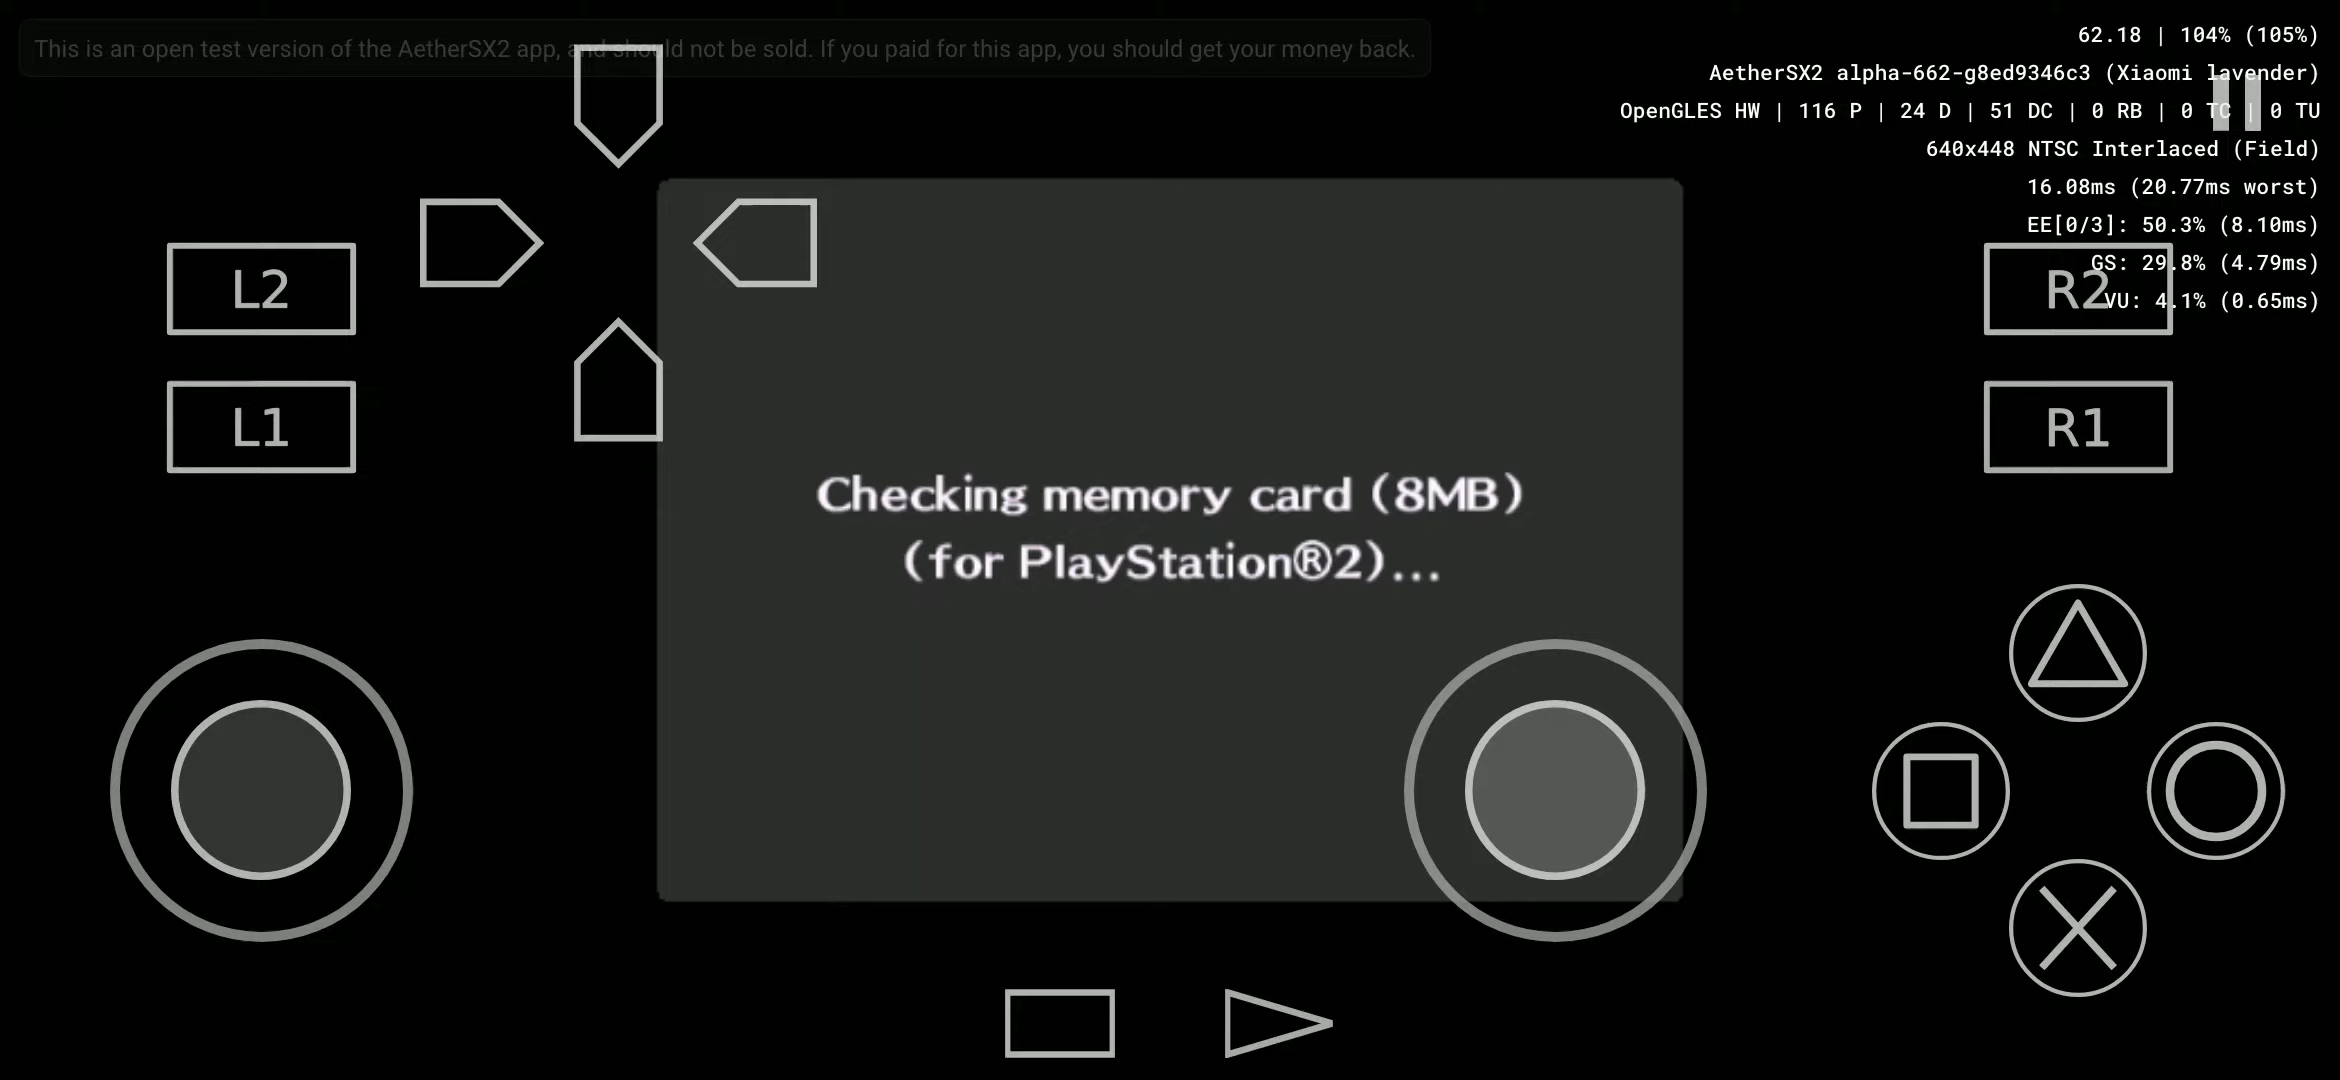 This is an open test version of the AetherSX2 app, and should not be sold. If you paid for this app, you should get your money back.
62.18 | 104% (105%)
AetherSX2 alpha-662-g8ed9346c3 (Xiaomi lavender)
OpenGLES HW | 116 P | 24 D | 51 DC | 0 RB | 0 TC | 0 TU
640x448 NTSC Interlaced (Field)
16.08ms (20.77ms worst)
EE[0/3]: 50.3% (8.10ms)
GS: 29.8% (4.79ms)
VU: 4.1% (0.65ms)
L2
R2
L1
R1
Checking memory card (8MB)
(for PlayStation®2)...